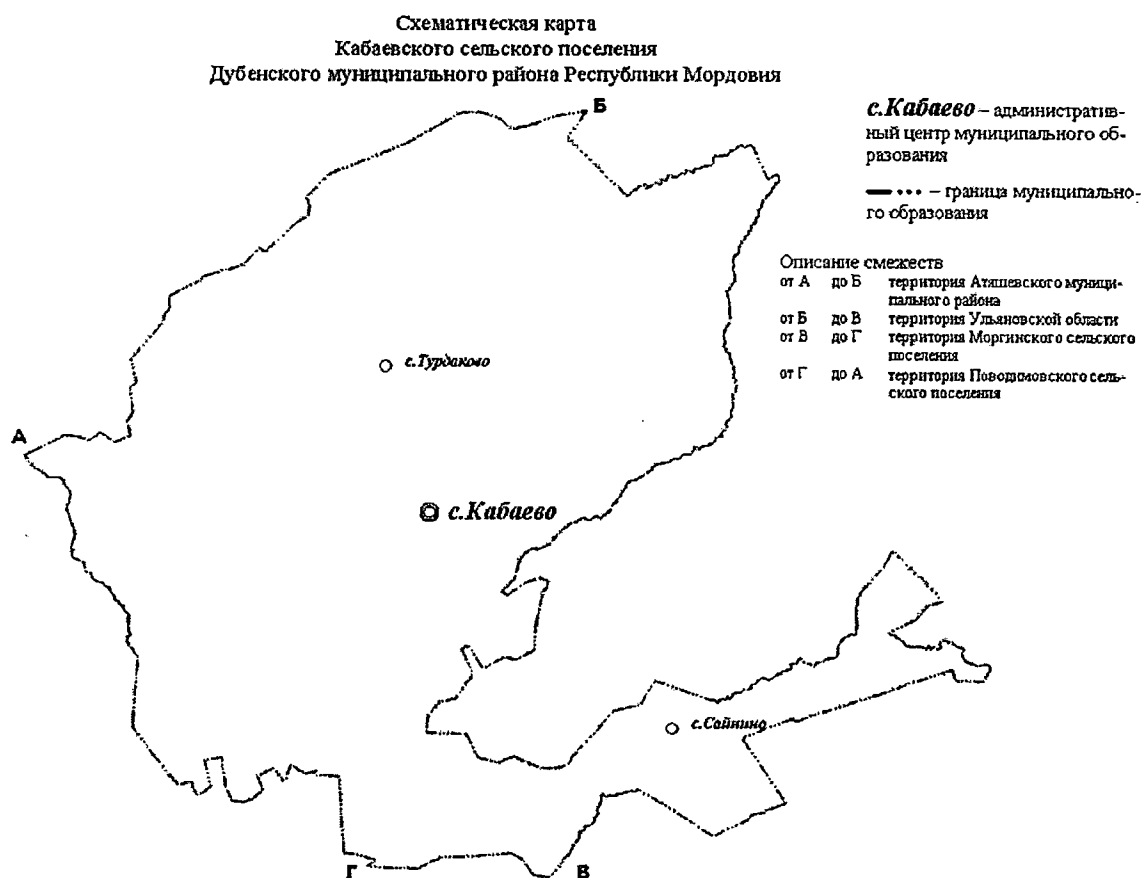 Схематическая карта
Кабаевского сельского поселения
Дубенского муниципального района Республики Мордовия
Б
с.Кабаево – административ-
ный центр муниципального об-
разования
– граница муниципально-
го образования
Описание смежеств
от А до Б территория Атяшевского муници-
пального района
от Б до В территория Ульяновской области
от В до Г территория Моргинского сельского
поселения
от Г до А территория Поводимовского сель-
ского поселения
с.Турдаково
А
с.Кабаево
с.Сайнино
Г
В